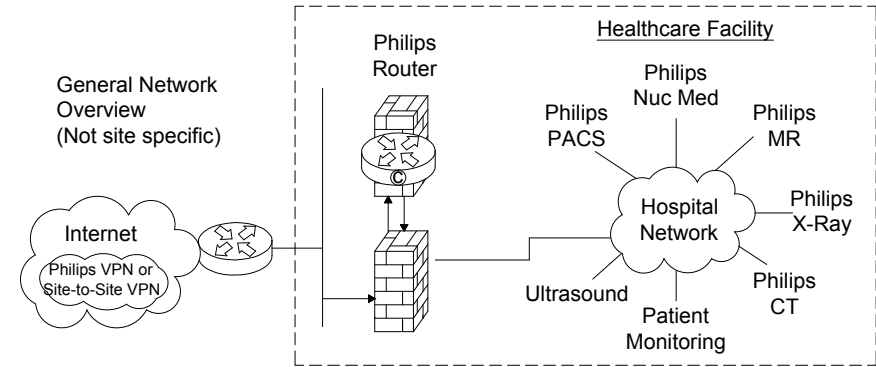 Healthcare Facility
Philips
Router
General Network
Overview
(Not site specific)
Philips
Nuc Med
Philips
PACS
Philips
MR
Internet
Philips VPN or
Site-to-Site VPN
C
Hospital
Network
Philips
X-Ray
Ultrasound
Philips
CT
Patient
Monitoring